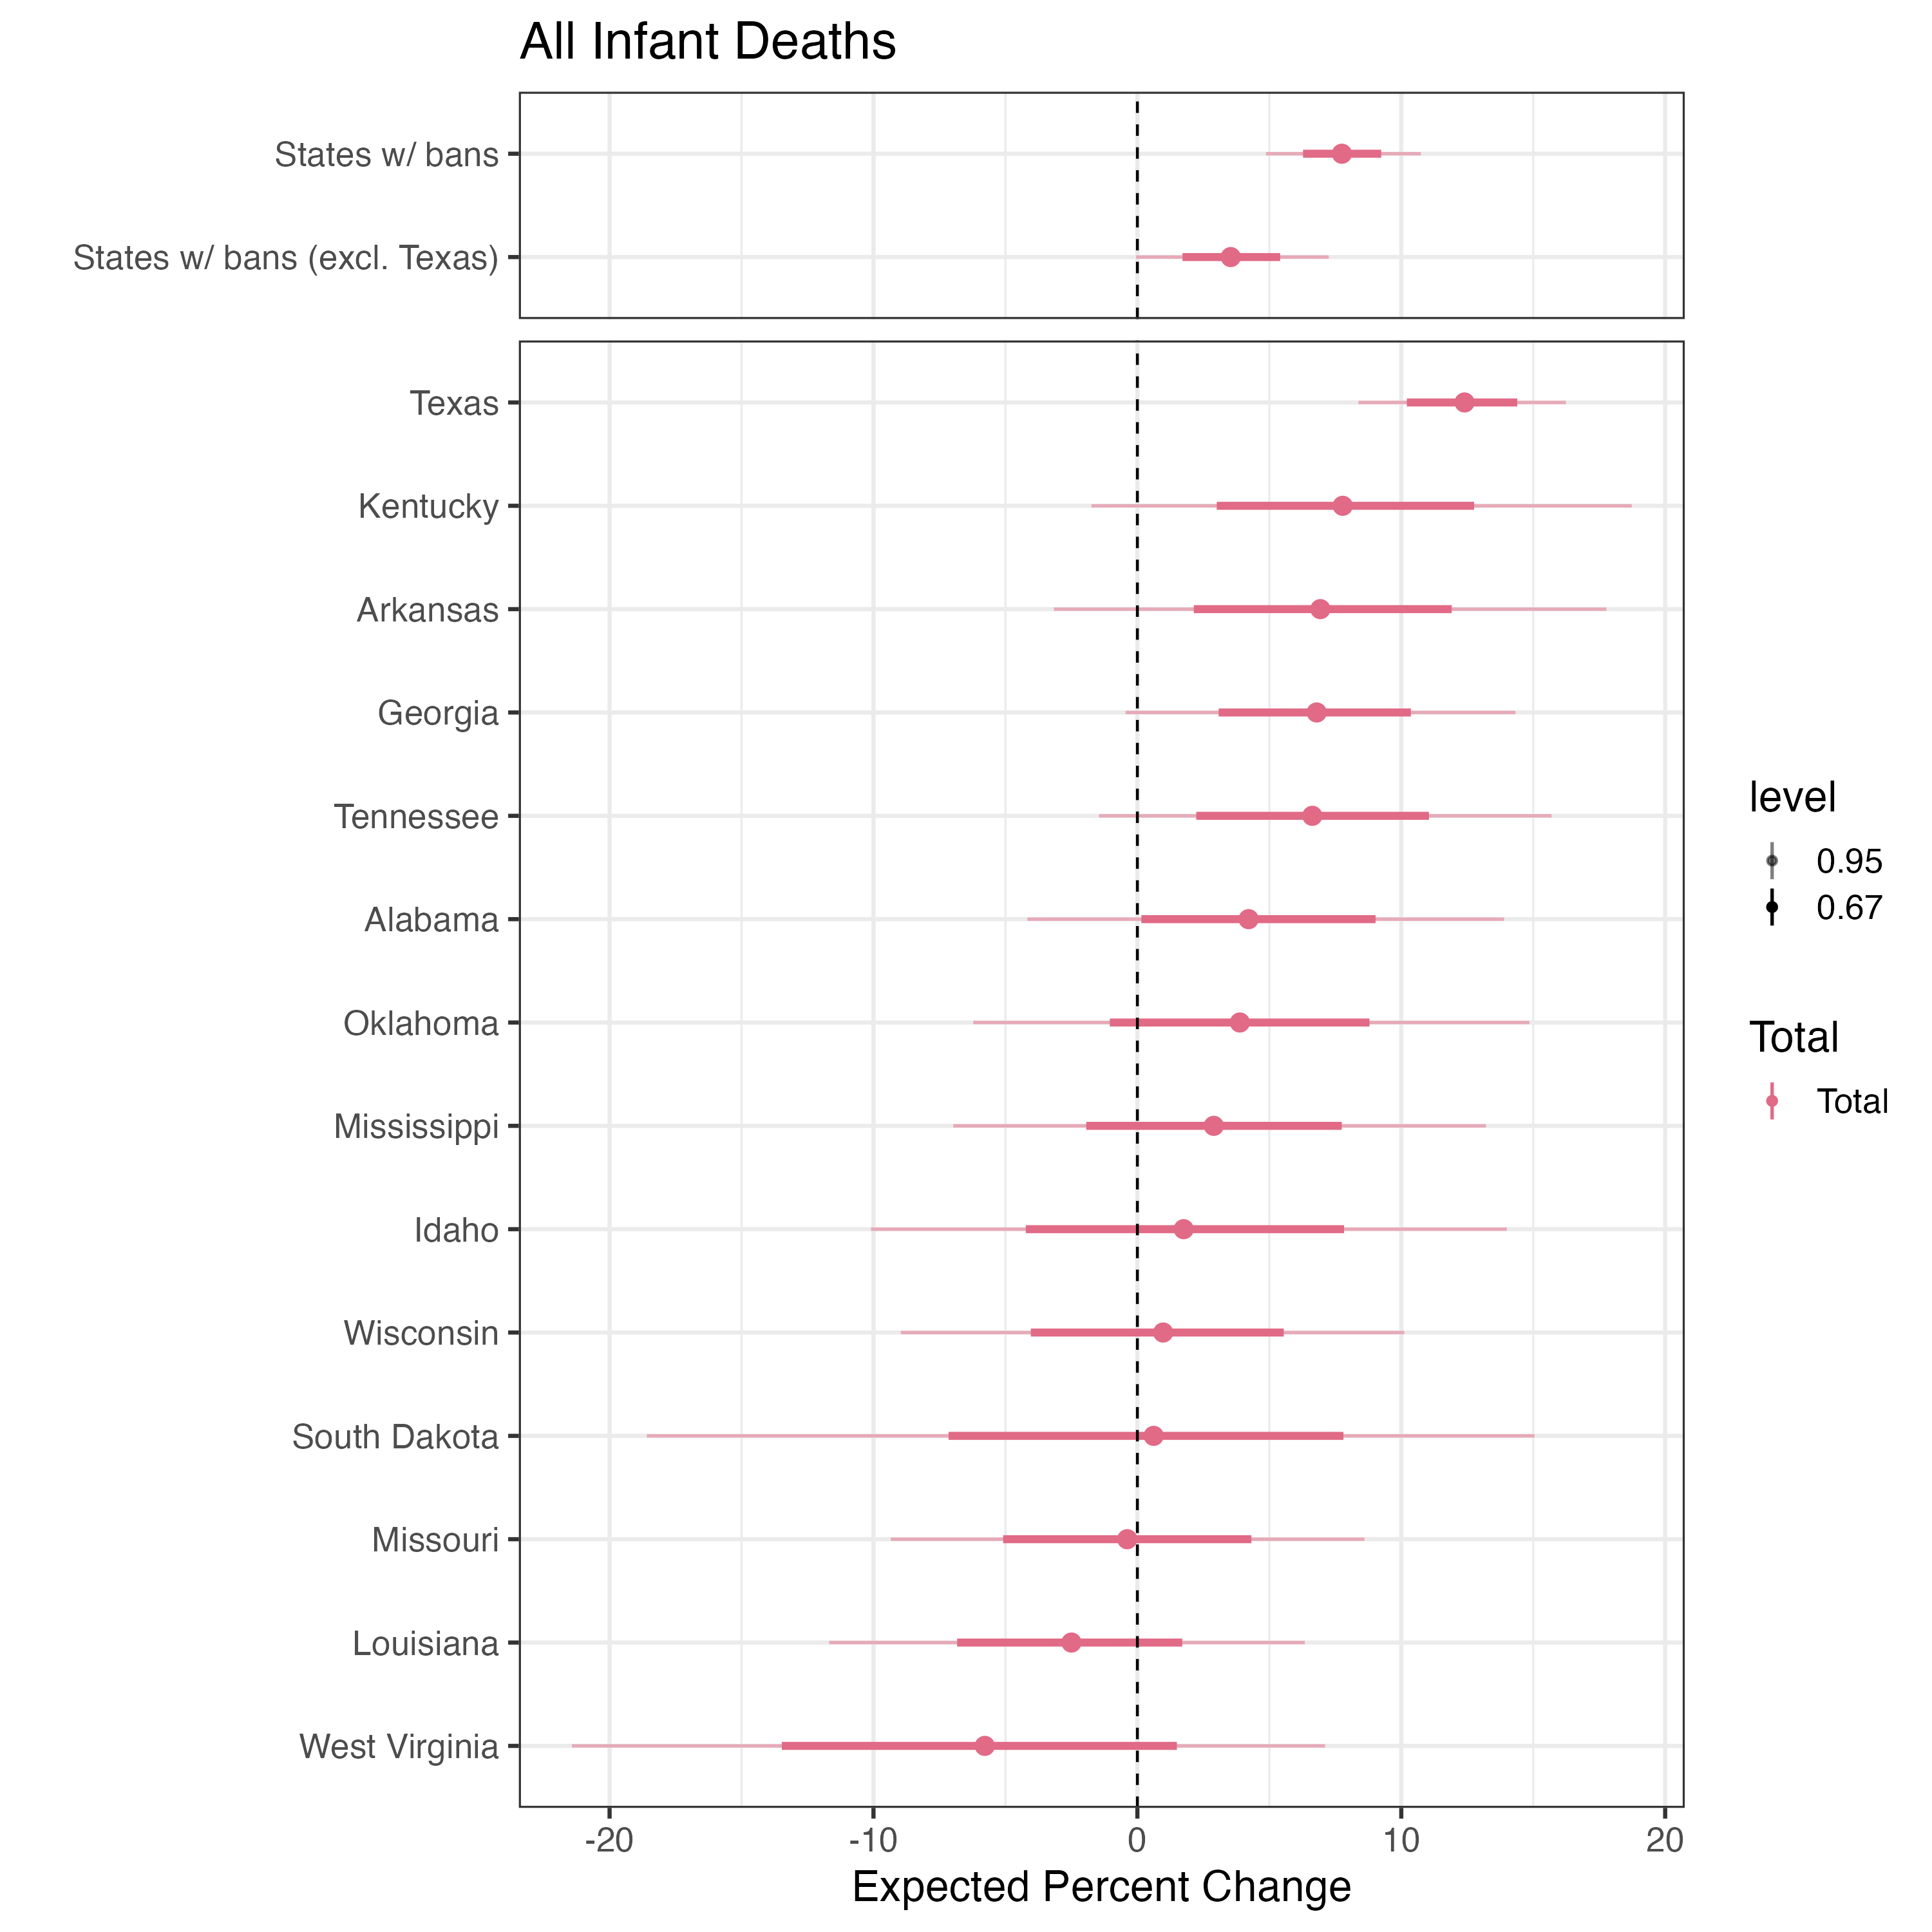 All Infant Deaths
States w/ bans
States w/ bans (excl. Texas)
Texas
Kentucky
Arkansas
Georgia
Tennessee
Alabama
Oklahoma
Mississippi
Idaho
Wisconsin
South Dakota
Missouri
Louisiana
West Virginia
-20 -10 0 10 20
Expected Percent Change
level
0.95
0.67
Total
Total